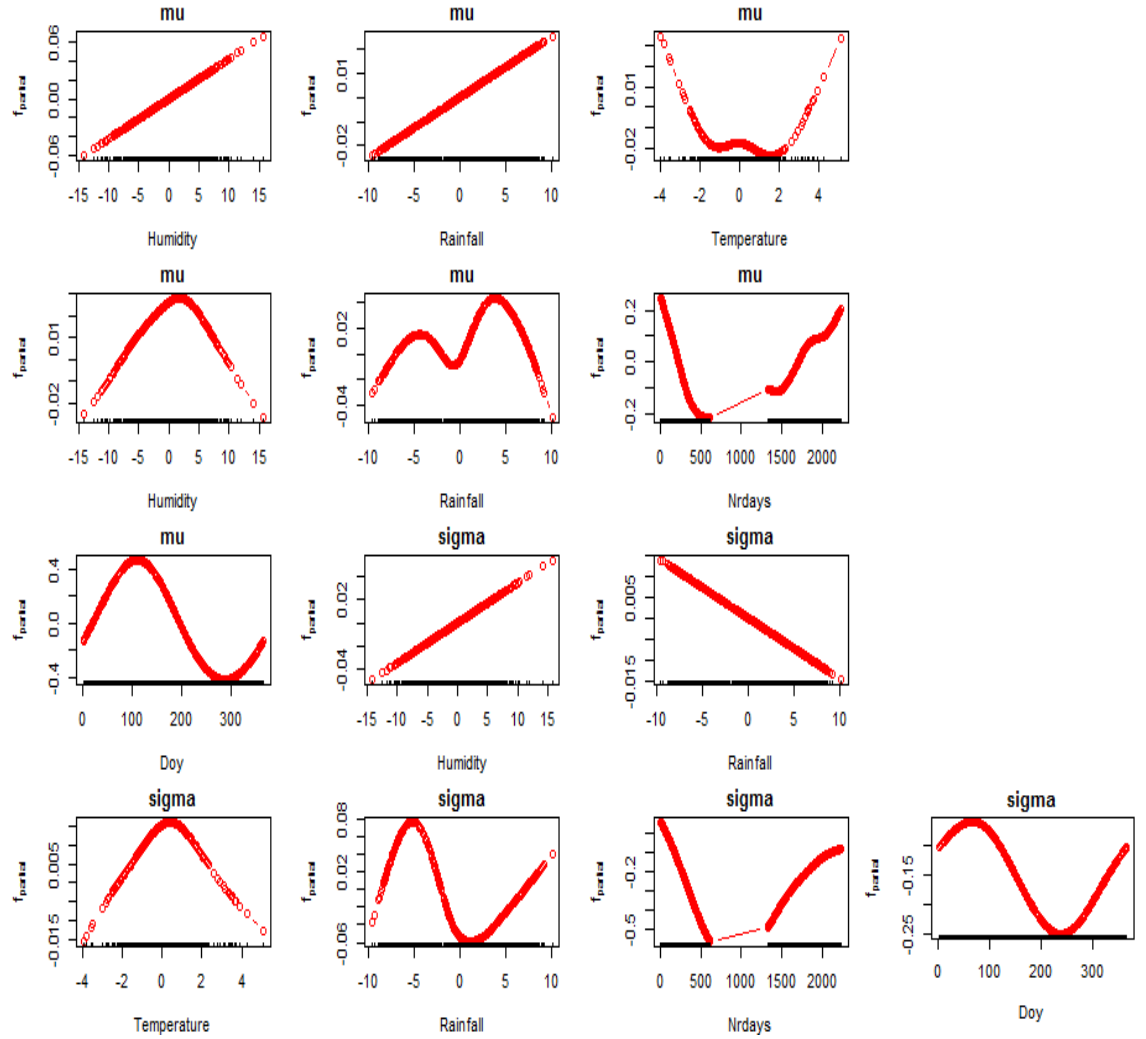 mu mu mu
f partial -0.06 0.00 0.06
f partial -0.02 0.01
f partial -0.02 0.01
-15 -10 -5 0 5 10 15
-10 -5 0 5 10
-4 -2 0 2 4
Humidity Rainfall Temperature
mu mu mu
f partial -0.02 0.01
f partial -0.04 0.02
f partial -0.2 0.0 0.2
-15 -10 -5 0 5 10 15
-10 -5 0 5 10
0 500 1000 1500 2000
Humidity Rainfall Nrdays
mu sigma sigma
f partial -0.4 0.0 0.4
f partial -0.04 0.02
f partial -0.015 0.005
0 100 200 300
-15 -10 -5 0 5 10 15
-10 -5 0 5 10
Doy Humidity Rainfall
sigma sigma sigma sigma
f partial -0.015 0.005
f partial -0.06 0.02 0.08
f partial -0.2
f partial -0.25 -0.15
-4 -2 0 2 4
-10 -5 0 5 10
0 500 1000 1500 2000
0 100 200 300
Temperature Rainfall Nrdays Doy